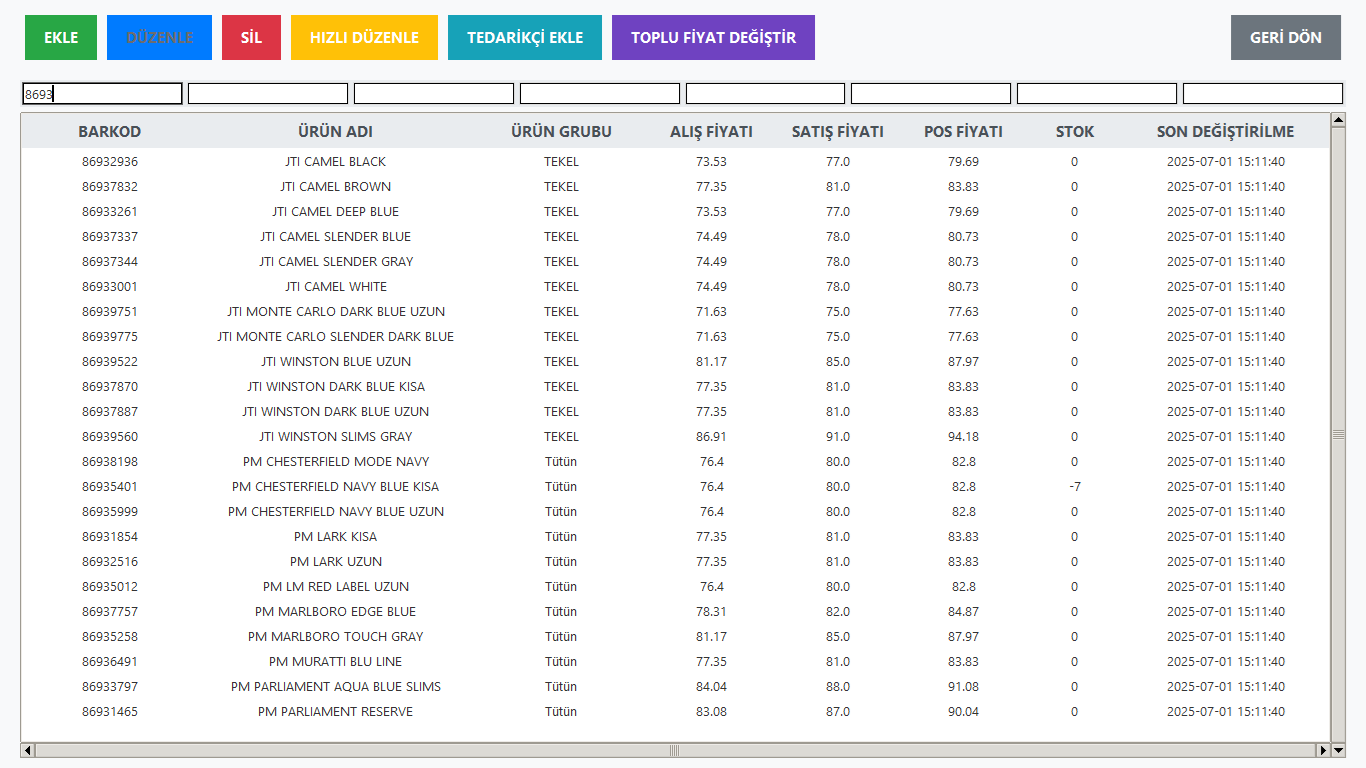 EKLE DÜZENLE SİL HIZLI DÜZENLE TEDARİKÇİ EKLE TOPLU FİYAT DEĞİŞTİR GERİ DÖN
8693
BARKOD ÜRÜN ADI ÜRÜN GRUBU ALIŞ FİYATI SATIŞ FİYATI POS FİYATI STOK SON DEĞİŞTİRİLME
86932936 JTI CAMEL BLACK TEKEL 73.53 77.0 79.69 0 2025-07-01 15:11:40
86937832 JTI CAMEL BROWN TEKEL 77.35 81.0 83.83 0 2025-07-01 15:11:40
86933261 JTI CAMEL DEEP BLUE TEKEL 73.53 77.0 79.69 0 2025-07-01 15:11:40
86937337 JTI CAMEL SLENDER BLUE TEKEL 74.49 78.0 80.73 0 2025-07-01 15:11:40
86937344 JTI CAMEL SLENDER GRAY TEKEL 74.49 78.0 80.73 0 2025-07-01 15:11:40
86933001 JTI CAMEL WHITE TEKEL 74.49 78.0 80.73 0 2025-07-01 15:11:40
86939751 JTI MONTE CARLO DARK BLUE UZUN TEKEL 71.63 75.0 77.63 0 2025-07-01 15:11:40
86939775 JTI MONTE CARLO SLENDER DARK BLUE TEKEL 71.63 75.0 77.63 0 2025-07-01 15:11:40
86939522 JTI WINSTON BLUE UZUN TEKEL 81.17 85.0 87.97 0 2025-07-01 15:11:40
86937870 JTI WINSTON DARK BLUE KISA TEKEL 77.35 81.0 83.83 0 2025-07-01 15:11:40
86937887 JTI WINSTON DARK BLUE UZUN TEKEL 77.35 81.0 83.83 0 2025-07-01 15:11:40
86939560 JTI WINSTON SLIMS GRAY TEKEL 86.91 91.0 94.18 0 2025-07-01 15:11:40
86938198 PM CHESTERFIELD MODE NAVY Tütün 76.4 80.0 82.8 0 2025-07-01 15:11:40
86935401 PM CHESTERFIELD NAVY BLUE KISA Tütün 76.4 80.0 82.8 -7 2025-07-01 15:11:40
86935999 PM CHESTERFIELD NAVY BLUE UZUN Tütün 76.4 80.0 82.8 0 2025-07-01 15:11:40
86931854 PM LARK KISA Tütün 77.35 81.0 83.83 0 2025-07-01 15:11:40
86932516 PM LARK UZUN Tütün 77.35 81.0 83.83 0 2025-07-01 15:11:40
86935012 PM LM RED LABEL UZUN Tütün 76.4 80.0 82.8 0 2025-07-01 15:11:40
86937757 PM MARLBORO EDGE BLUE Tütün 78.31 82.0 84.87 0 2025-07-01 15:11:40
86935258 PM MARLBORO TOUCH GRAY Tütün 81.17 85.0 87.97 0 2025-07-01 15:11:40
86936491 PM MURATTI BLU LINE Tütün 77.35 81.0 83.83 0 2025-07-01 15:11:40
86933797 PM PARLIAMENT AQUA BLUE SLIMS Tütün 84.04 88.0 91.08 0 2025-07-01 15:11:40
86931465 PM PARLIAMENT RESERVE Tütün 83.08 87.0 90.04 0 2025-07-01 15:11:40